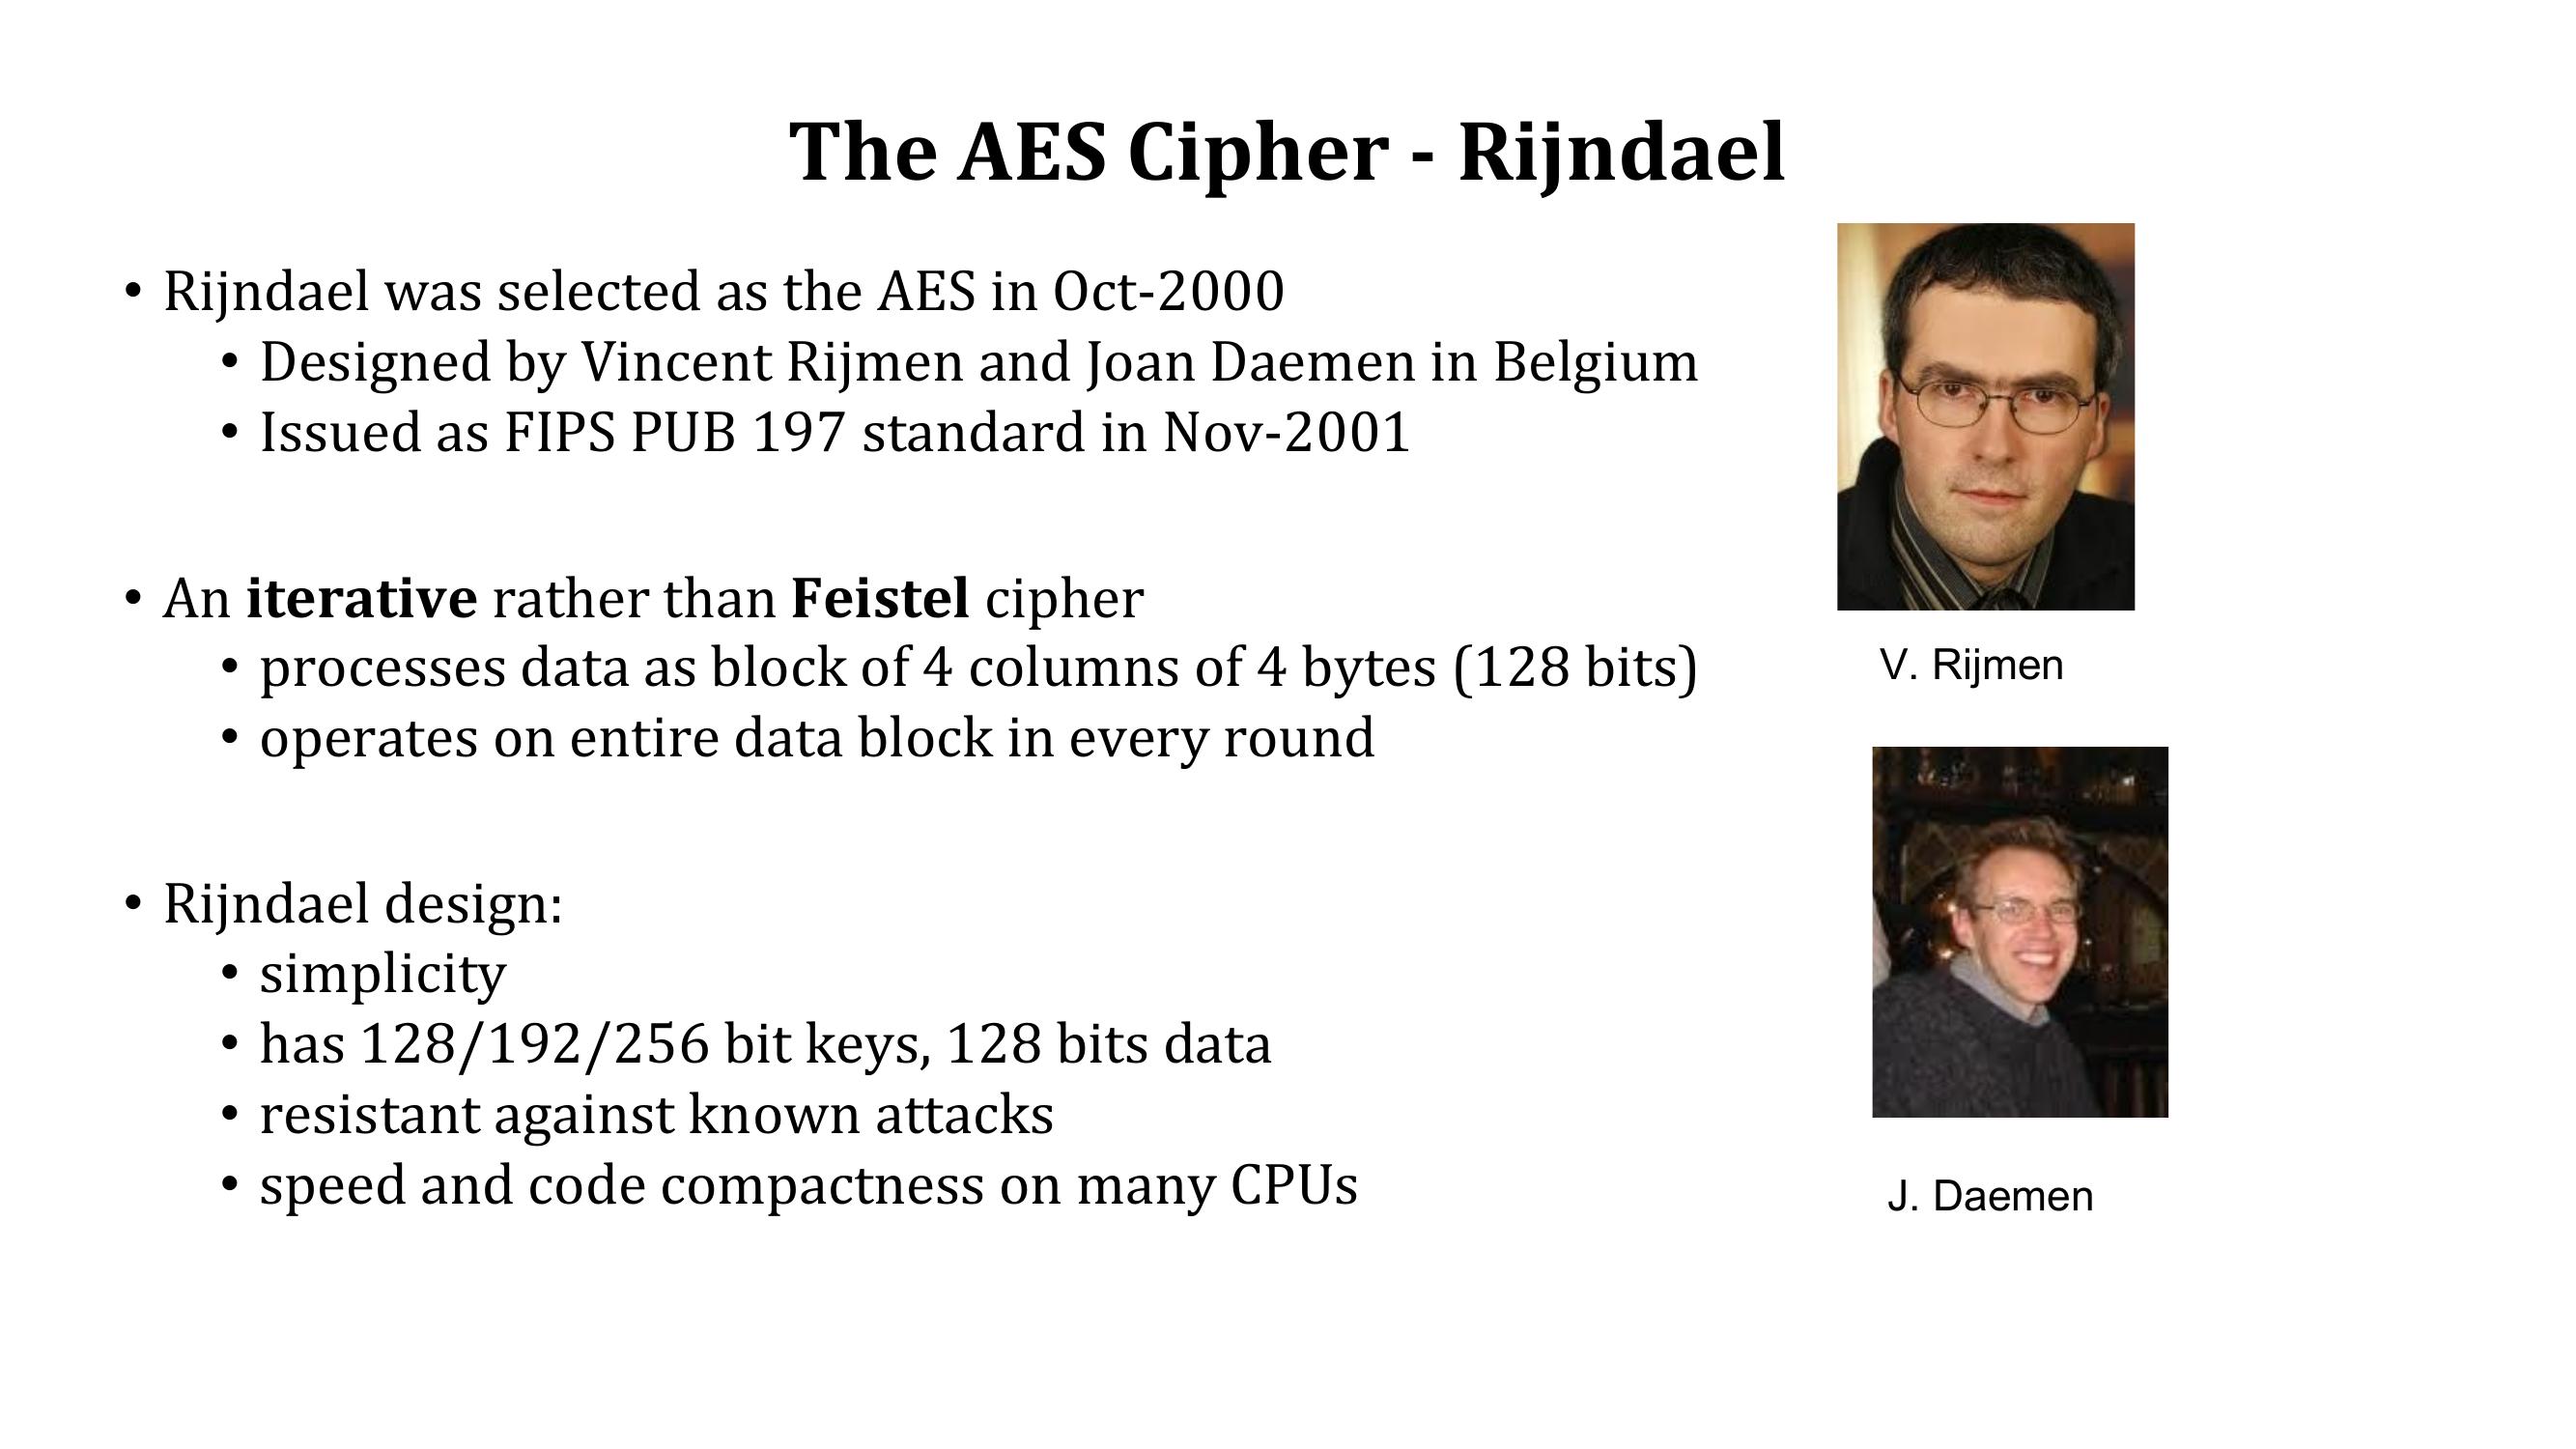 The AES Cipher - Rijndael
• Rijndael was selected as the AES in Oct-2000
• Designed by Vincent Rijmen and Joan Daemen in Belgium
• Issued as FIPS PUB 197 standard in Nov-2001
• An iterative rather than Feistel cipher
• processes data as block of 4 columns of 4 bytes (128 bits)
• operates on entire data block in every round
• Rijndael design:
• simplicity
• has 128/192/256 bit keys, 128 bits data
• resistant against known attacks
• speed and code compactness on many CPUs
V. Rijmen
J. Daemen